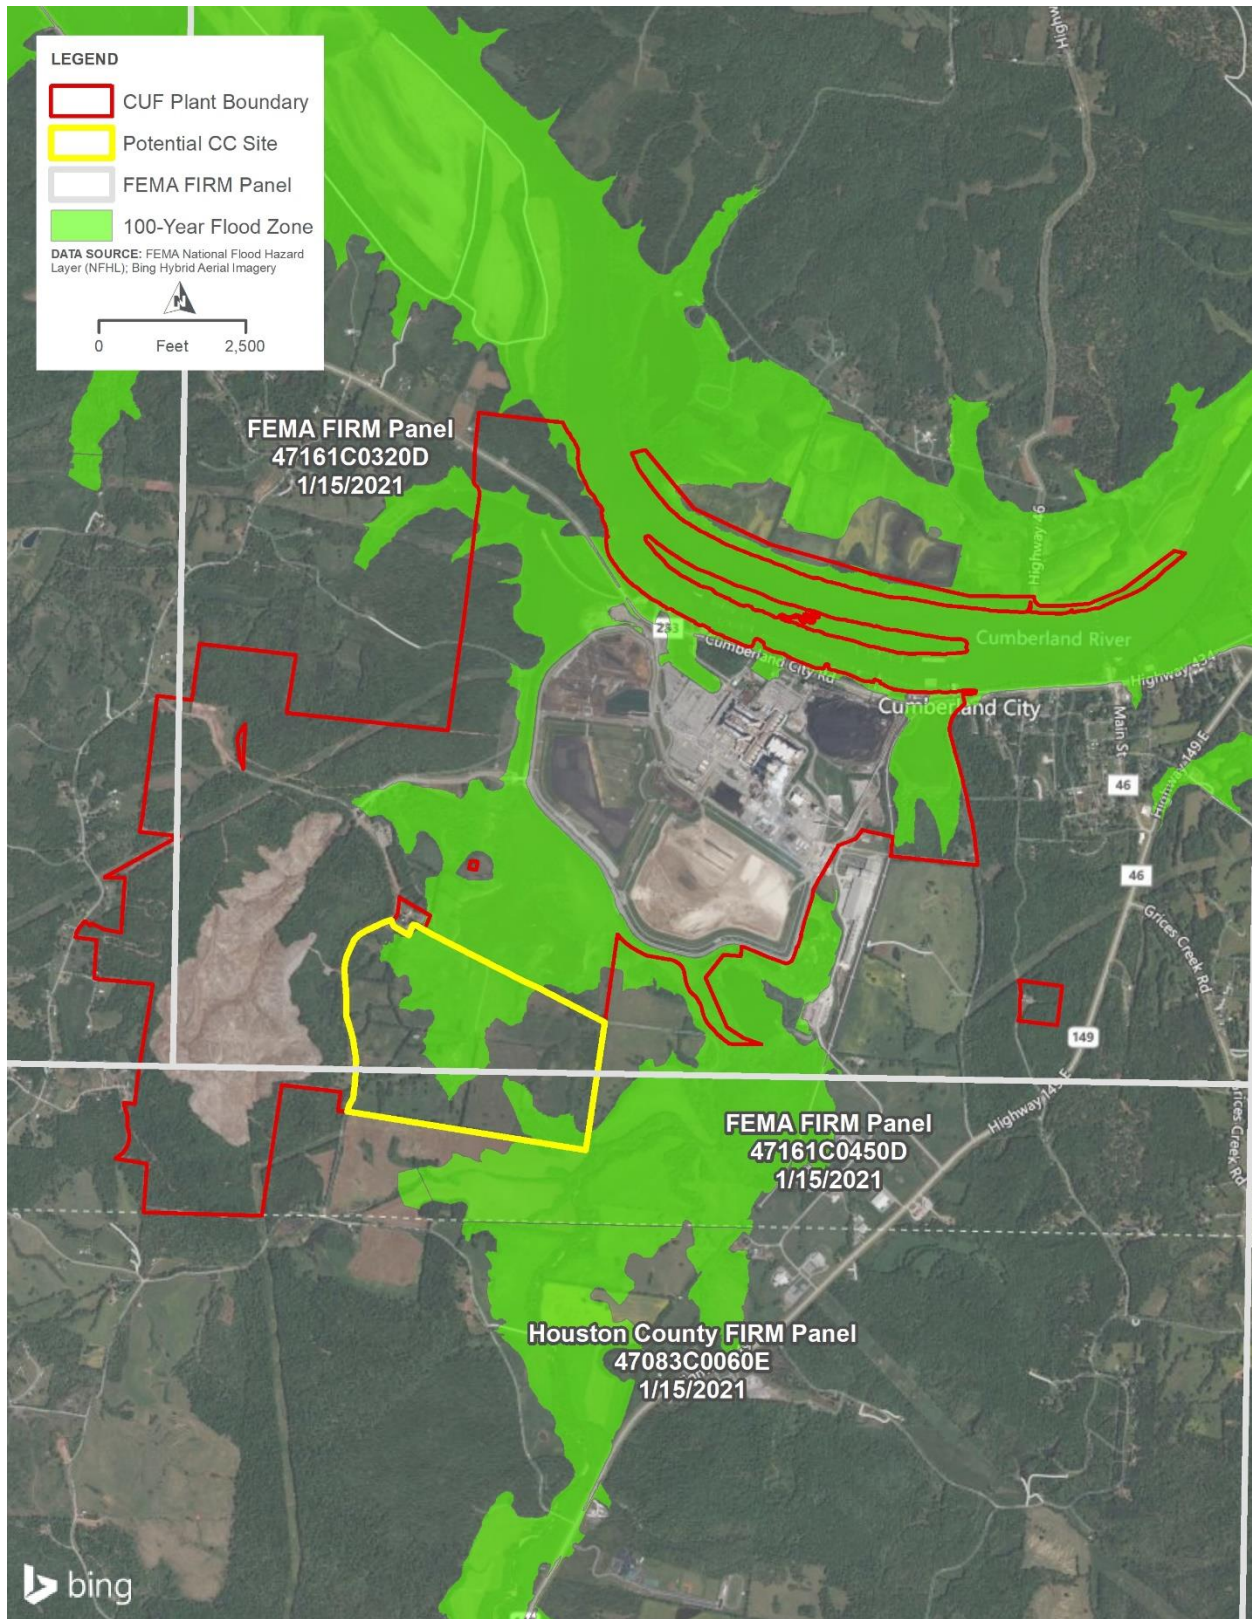 LEGEND
CUF Plant Boundary
Potential CC Site
FEMA FIRM Panel
100-Year Flood Zone
DATA SOURCE: FEMA National Flood Hazard
Layer (NFHL); Bing Hybrid Aerial Imagery
N
0 Feet 2,500
FEMA FIRM Panel
47161C0320D
1/15/2021
Highway 46
233
Cumberland City Rd
Cumberland River
Highway 434
Cumberland City
Main St
46
Highway 149 E
46
Grices Creek Rd
149
Highway 149 E
Grices Creek Rd
FEMA FIRM Panel
47161C0450D
1/15/2021
Houston County FIRM Panel
47083C0060E
1/15/2021
bing